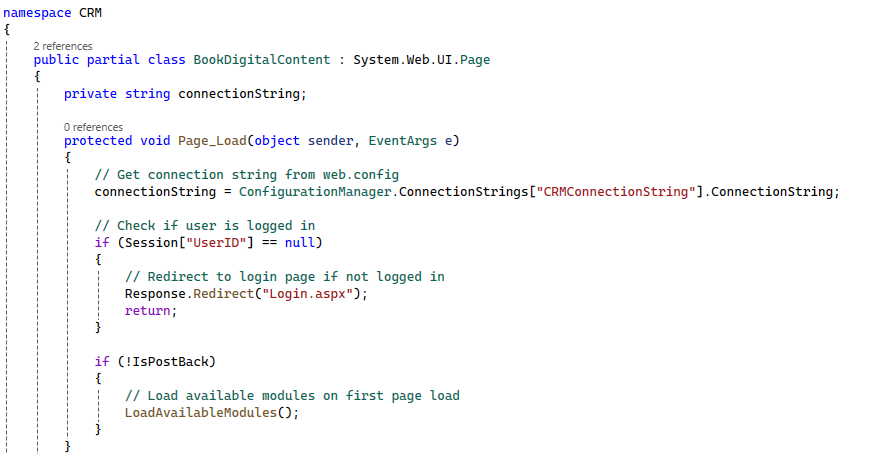 namespace CRM
{
2 references
public partial class BookDigitalContent : System.Web.UI.Page
{
private string connectionString;
0 references
protected void Page_Load(object sender, EventArgs e)
{
// Get connection string from web.config
connectionString = ConfigurationManager.ConnectionStrings["CRMConnectionString"].ConnectionString;
// Check if user is logged in
if (Session["UserID"] == null)
{
// Redirect to login page if not logged in
Response.Redirect("Login.aspx");
return;
}
if (!IsPostBack)
{
// Load available modules on first page load
LoadAvailableModules();
}
}